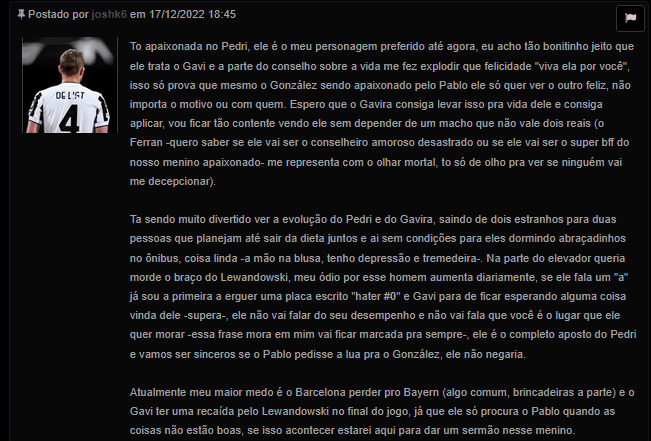 Postado por joshk6 em 17/12/2022 18:45
DE LIGT
4
To apaixonada no Pedri, ele é o meu personagem preferido até agora, eu acho tão bonitinho jeito que
ele trata o Gavi e a parte do conselho sobre a vida me fez explodir que felicidade "viva ela por você",
isso só prova que mesmo o González sendo apaixonado pelo Pablo ele só quer ver o outro feliz, não
importa o motivo ou com quem. Espero que o Gavira consiga levar isso pra vida dele e consiga
aplicar, vou ficar tão contente vendo ele sem depender de um macho que não vale dois reais (o
Ferran -quero saber se ele vai ser o conselheiro amoroso desastrado ou se ele vai ser o super bff do
nosso menino apaixonado- me representa com o olhar mortal, to só de olho pra ver se ninguém vai
me decepcionar).
Ta sendo muito divertido ver a evolução do Pedri e do Gavira, saindo de dois estranhos para duas
pessoas que planejam até sair da dieta juntos e ai sem condições para eles dormindo abraçadinhos
no ônibus, coisa linda -a mão na blusa, tenho depressão e tremedeira-. Na parte do elevador queria
morde o braço do Lewandowski, meu ódio por esse homem aumenta diariamente, se ele fala um "a"
já sou a primeira a erguer uma placa escrito "hater #0" e Gavi para de ficar esperando alguma coisa
vinda dele -supera-, ele não vai falar do seu desempenho e não vai fala que você é o lugar que ele
quer morar -essa frase mora em mim vai ficar marcada pra sempre-, ele é o completo aposto do Pedri
e vamos ser sinceros se o Pablo pedisse a lua pra o González, ele não negaria.
Atualmente meu maior medo é o Barcelona perder pro Bayern (algo comum, brincadeiras a parte) e o
Gavi ter uma recaída pelo Lewandowski no final do jogo, já que ele só procura o Pablo quando as
coisas não estão boas, se isso acontecer estarei aqui para dar um sermão nesse menino.